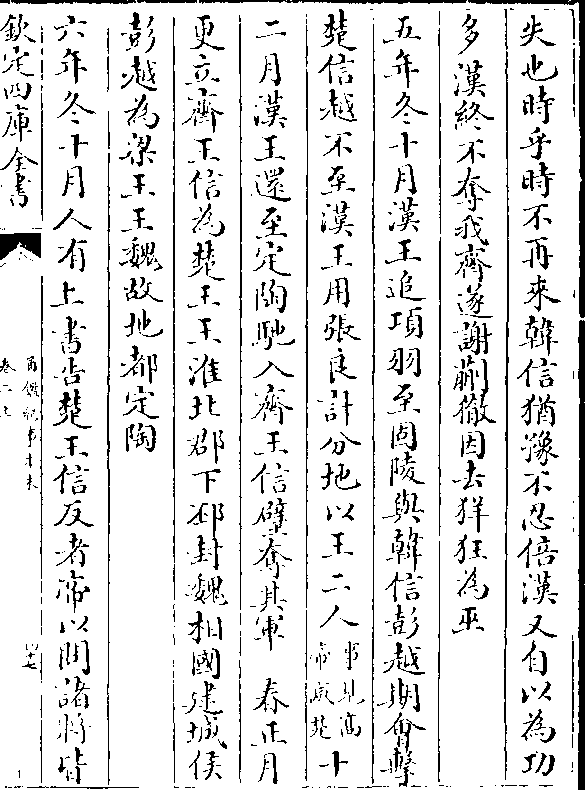 失也時乎時不再來韓信猶豫不忍倍漢又自以為功
多漢終不奪我齊遂謝蒯徹因去徉狂為巫
五年冬十月漢王追項羽至固陵與韓信彭越期會擊
楚信越不至漢王用張良計分地以王二人事見高帝滅楚十
二月漢王還至定陶馳入齊王信壁奪其軍 春正月
更立齊王信為楚王王淮北都下邳封魏相國建城侯
彭越為梁王王魏故地都定陶
六年冬十月人有上書告楚王信反者帝以問諸將皆
欽定四庫全書
通鑑紀事本末